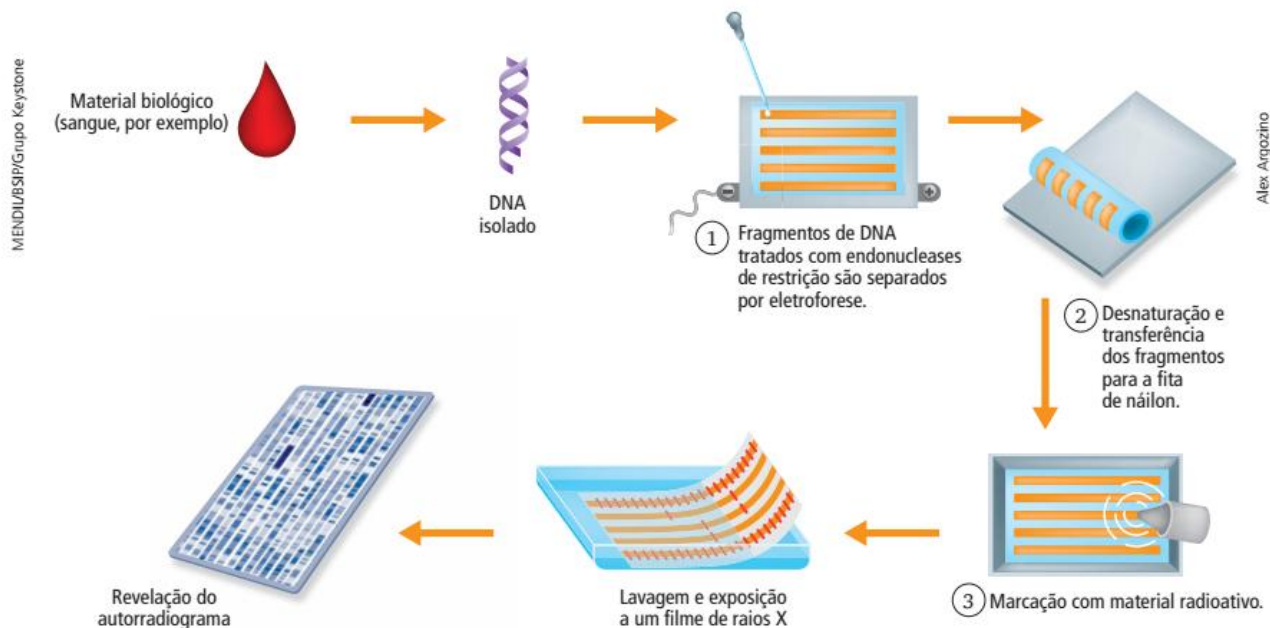 MENDIL/BSIP/Grupo Keystone
Material biológico
(sangue, por exemplo)
DNA
isolado
1 Fragmentos de DNA
tratados com endonucleases
de restrição são separados
por eletroforese.
Alex Argozino
2 Desnaturação e
transferência
dos fragmentos
para a fita
de náilon.
3 Marcação com material radioativo.
Lavagem e exposição
a um filme de raios X
Revelação do
autorradiograma